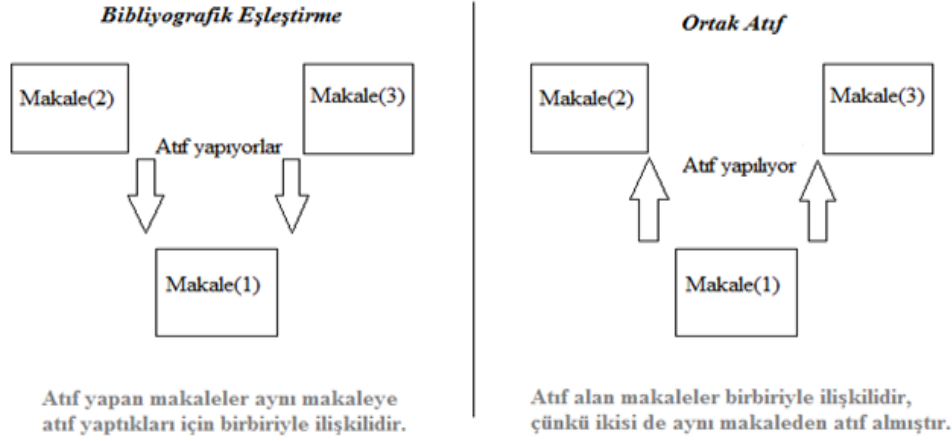 Bibliyografik Eşleştirme
Makale(2)
Makale(3)
Atıf yapıyorlar
Makale(1)
Atıf yapan makaleler aynı makaleye
atıf yaptıkları için birbiriyle ilişkilidir.
Ortak Atıf
Makale(2)
Makale(3)
Atıf yapılıyor
Makale(1)
Atıf alan makaleler birbiriyle ilişkilidir,
çünkü ikisi de aynı makaleden atıf almıştır.